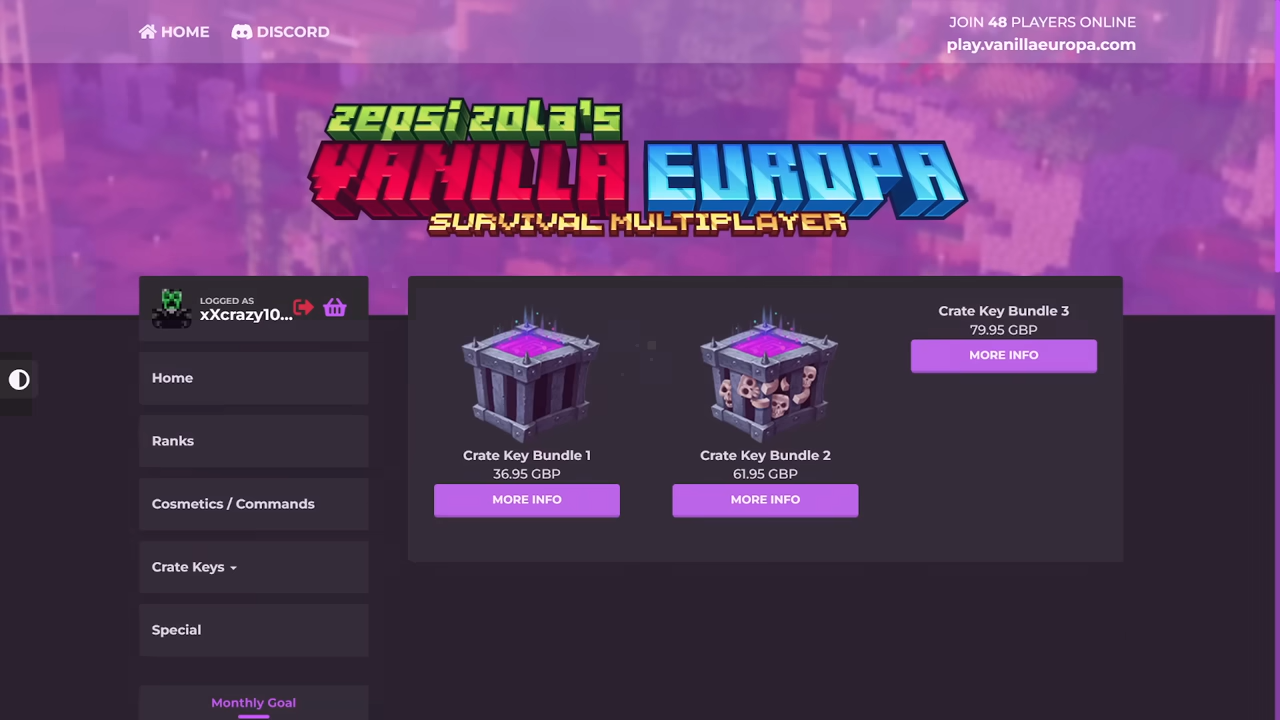 HOME
DISCORD
JOIN 48 PLAYERS ONLINE
play.vanillaeuropa.com
zepsizola's
VANILLA EUROPA
SURVIVAL MULTIPLAYER
LOGGED AS
xXcrazy10...
Home
Ranks
Cosmetics / Commands
Crate Keys
Special
Monthly Goal
Crate Key Bundle 1
36.95 GBP
MORE INFO
Crate Key Bundle 2
61.95 GBP
MORE INFO
Crate Key Bundle 3
79.95 GBP
MORE INFO